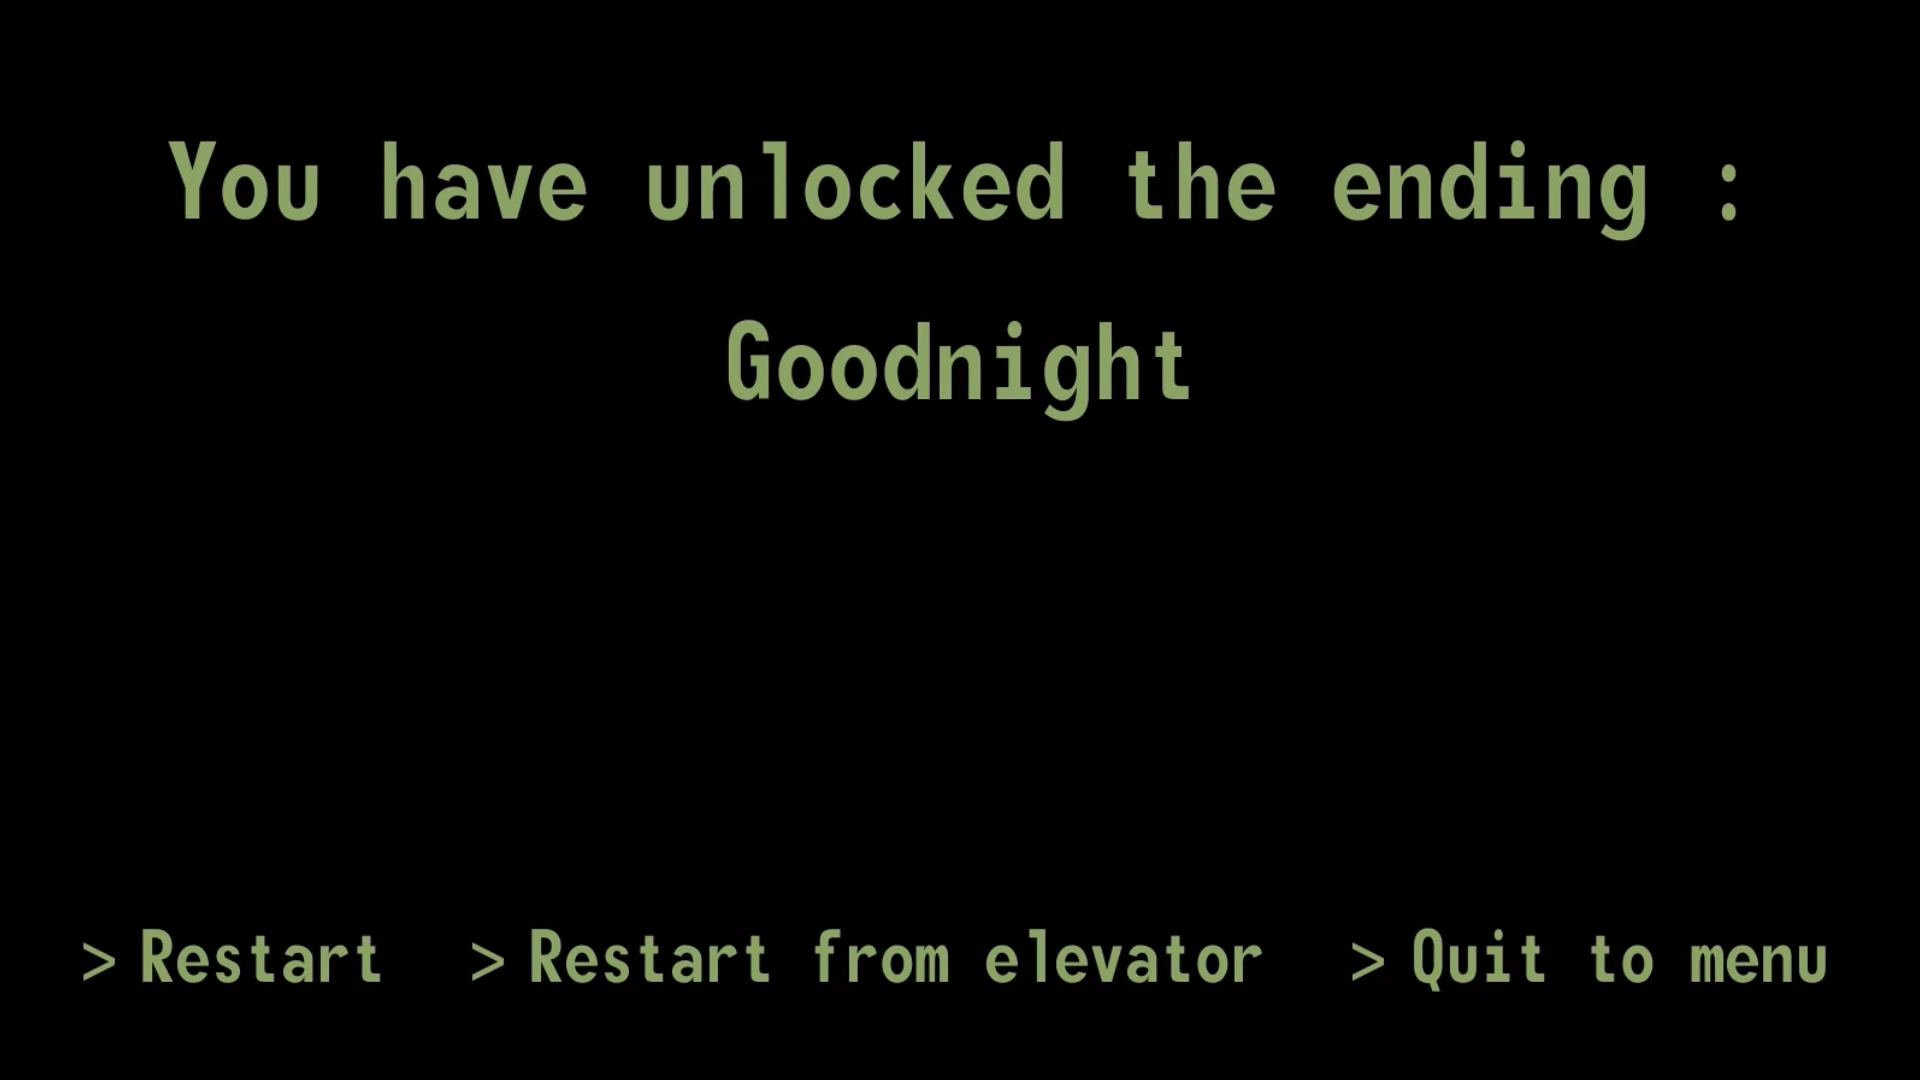 You have unlocked the ending :
Goodnight
> Restart > Restart from elevator > Quit to menu